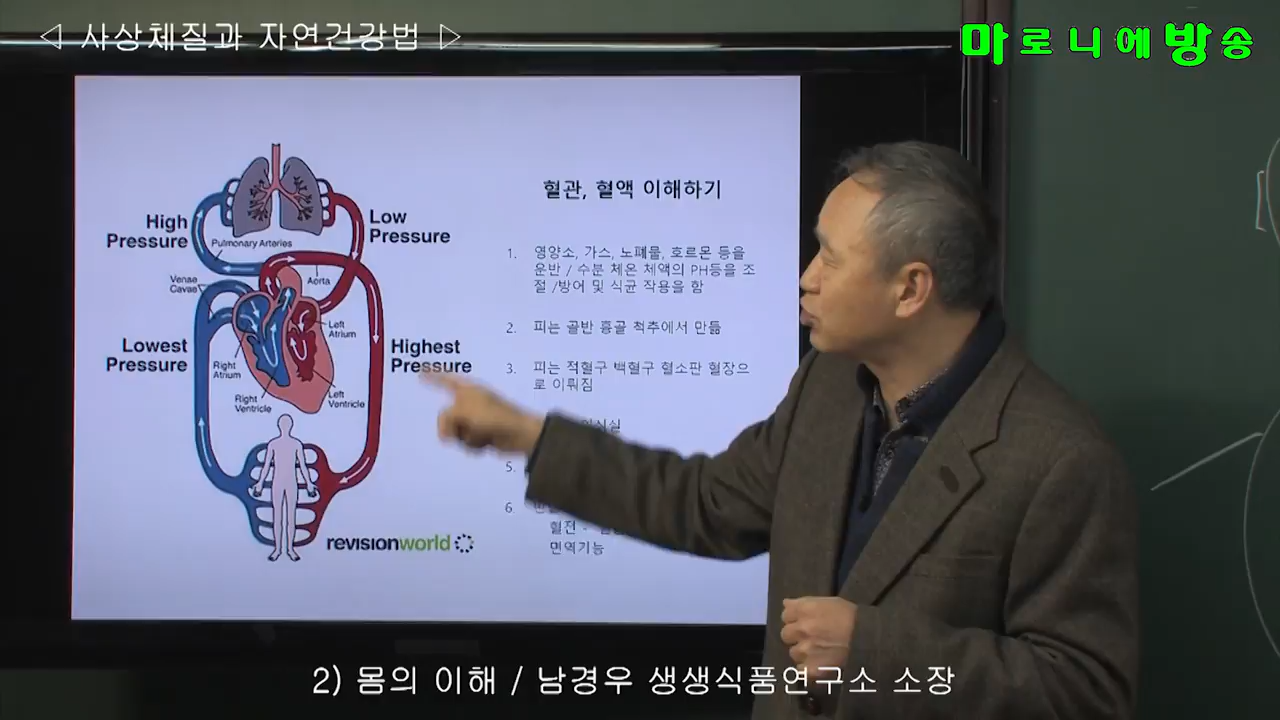 ◁ 사상체질과 자연건강법 ▷
마로니에방송
High
Pressure
Low
Pressure
Pulmonary Arteries
Venae
Cavae
Aorta
Left
Atrium
Lowest
Pressure
Highest
Pressure
Right
Atrium
Right
Ventricle
Left
Ventricle
revisionworld
혈관, 혈액 이해하기
1. 영양소, 가스, 노폐물, 호르몬 등을
운반 / 수분 체온 체액의 PH등을 조
절 /방어 및 식균 작용을 함
2. 피는 골반 흉골 척추에서 만듦
3. 피는 적혈구 백혈구 혈소판 혈장으
로 이뤄짐
5.
6.
혈전 -
면역기능
2) 몸의 이해 / 남경우 생생식품연구소 소장